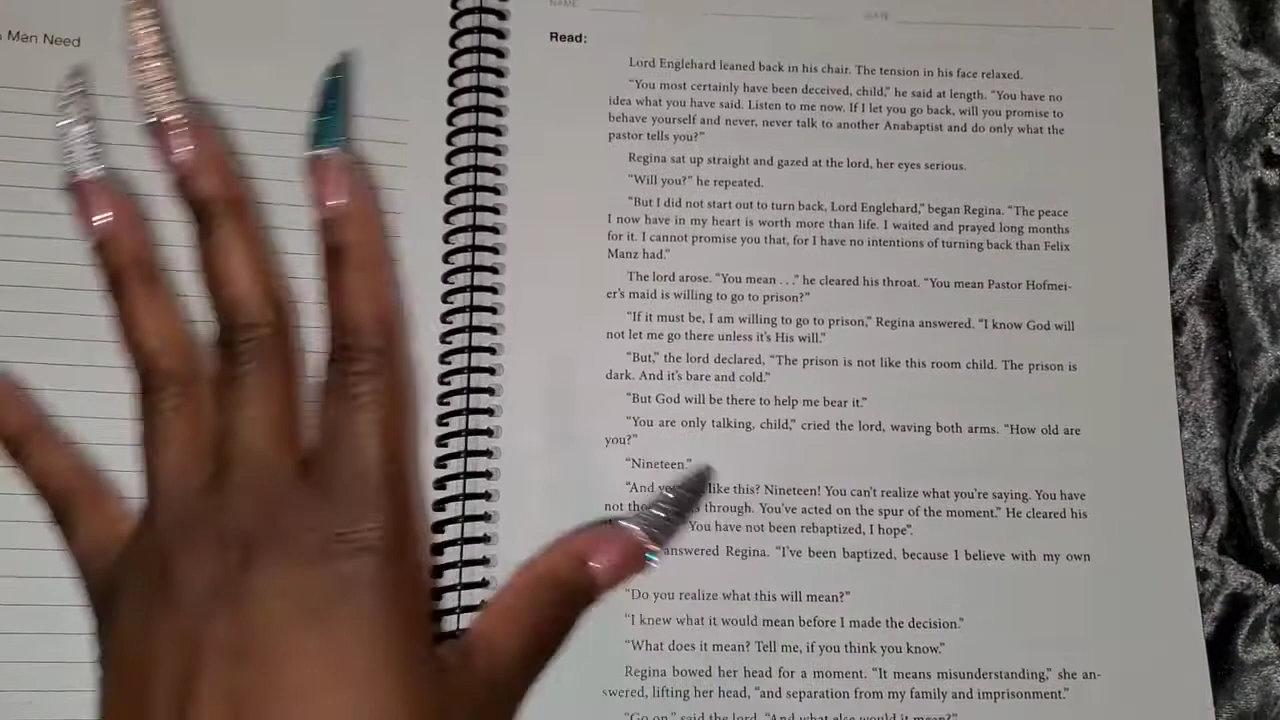 Men Need
NAME
DATE
Read:
Lord Englehard leaned back in his chair. The tension in his face relaxed.
"You most certainly have been deceived, child," he said at length. "You have no
idea what you have said. Listen to me now. If I let you go back, will you promise to
behave yourself and never, never talk to another Anabaptist and do only what the
pastor tells you?"
Regina sat up straight and gazed at the lord, her eyes serious.
"Will you?" he repeated.
"But I did not start out to turn back, Lord Englehard," began Regina. "The peace
I now have in my heart is worth more than life. I waited and prayed long months
for it. I cannot promise you that, for I have no intentions of turning back than Felix
Manz had."
The lord arose. "You mean . . ." he cleared his throat. "You mean Pastor Hofmei-
er's maid is willing to go to prison?"
"If it must be, I am willing to go to prison," Regina answered. "I know God will
not let me go there unless it's His will."
"But," the lord declared, "The prison is not like this room child. The prison is
dark. And it's bare and cold."
"But God will be there to help me bear it."
"You are only talking, child," cried the lord, waving both arms. "How old are
you?"
"Nineteen."
"And like this? Nineteen! You can't realize what you're saying. You have
not through. You've acted on the spur of the moment." He cleared his
You have not been rebaptized, I hope".
answered Regina. "I've been baptized, because I believe with my own
"Do you realize what this will mean?"
"I knew what it would mean before I made the decision."
"What does it mean? Tell me, if you think you know."
Regina bowed her head for a moment. "It means misunderstanding," she an-
swered, lifting her head, "and separation from my family and imprisonment."
"Go on," said the lord. "And what else would it mean?"